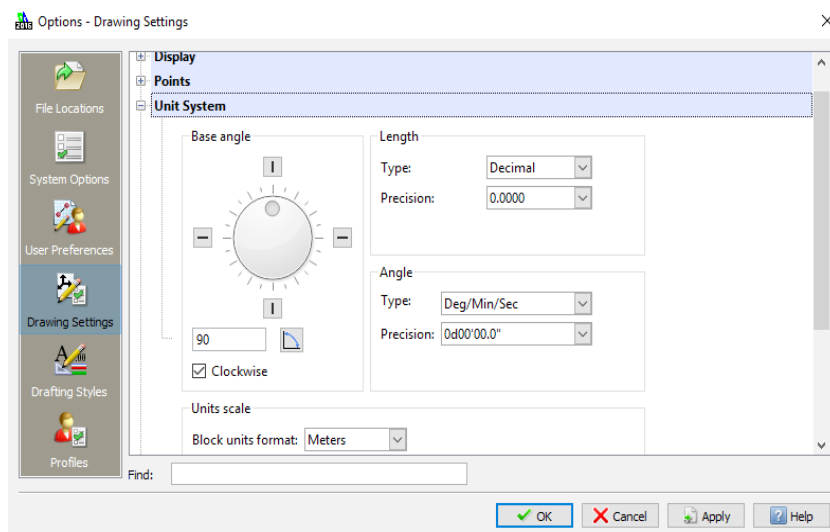 2016
Options - Drawing Settings
File Locations
System Options
User Preferences
Drawing Settings
Drafting Styles
Profiles
Display
Points
Unit System
Base angle
90
Clockwise
Length
Type: Decimal
Precision: 0.0000
Angle
Type: Deg/Min/Sec
Precision: 0d00'00.0"
Units scale
Block units format: Meters
Find:
OK Cancel Apply Help